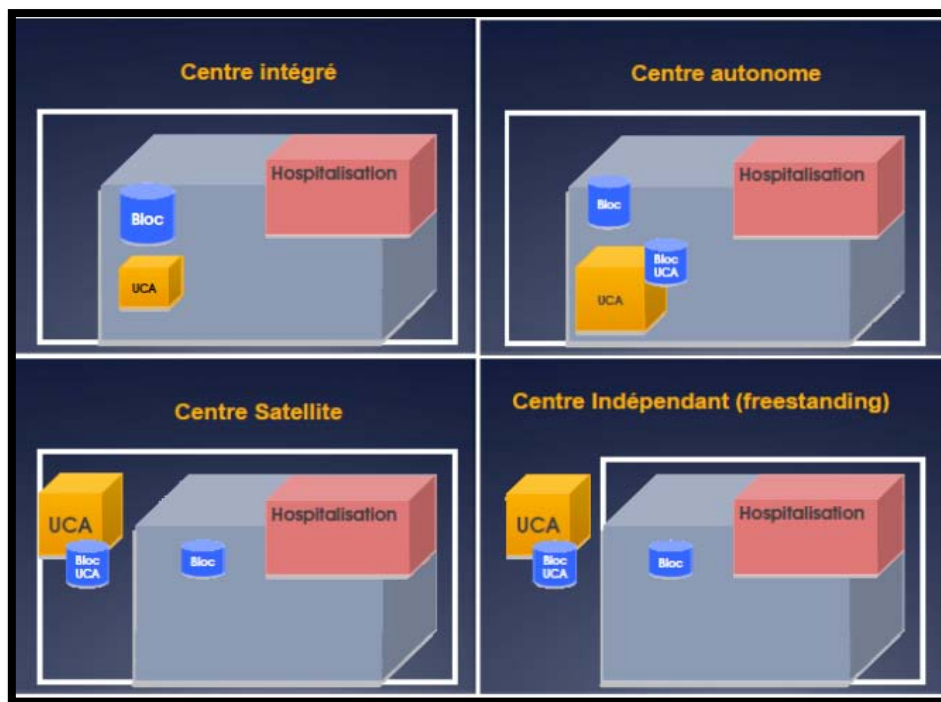 Centre intégré
Hospitalisation
Bloc
UCA
Centre autonome
Hospitalisation
Bloc
Bloc
UCA
UCA
Centre Satellite
Hospitalisation
UCA
Bloc
Bloc
UCA
Centre Indépendant (freestanding)
Hospitalisation
UCA
Bloc
Bloc
UCA